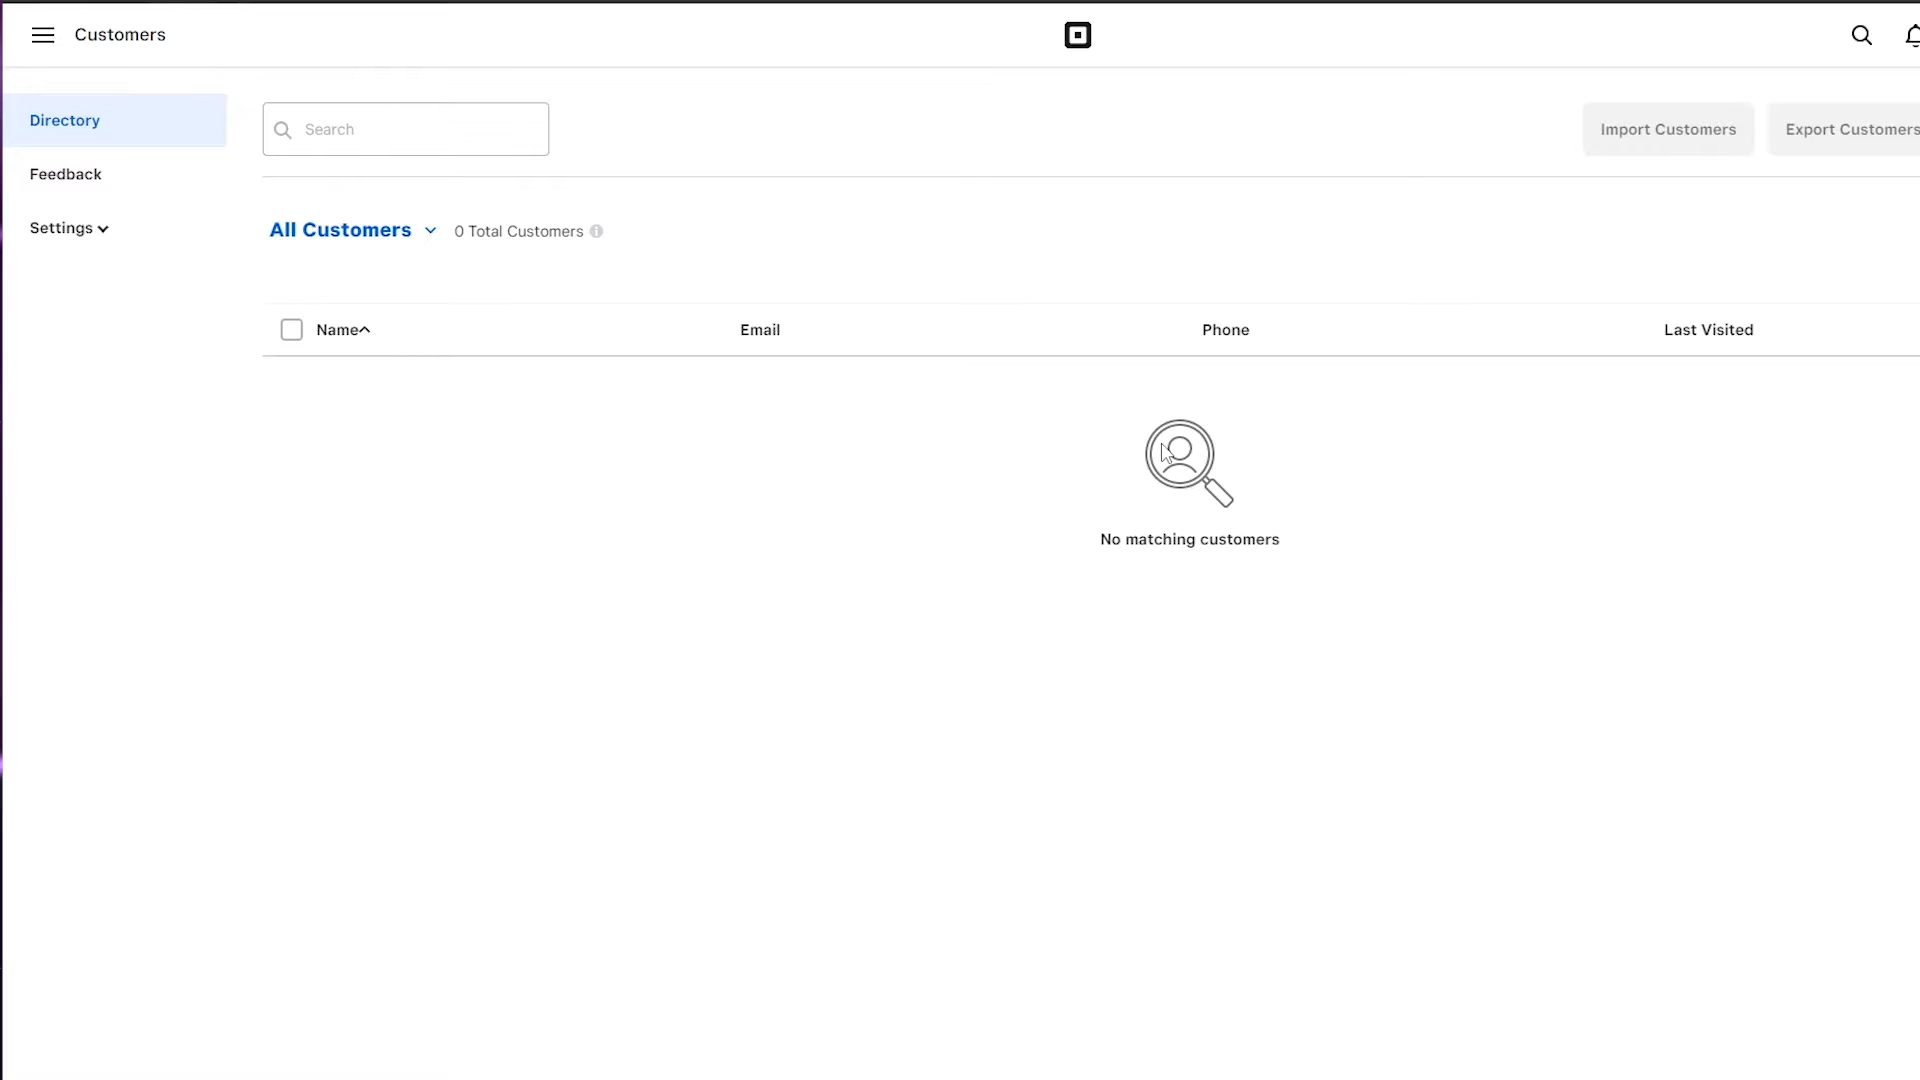 Customers
Directory
Feedback
Settings
Search
Import Customers
Export Customers
All Customers
0 Total Customers
Name
Email
Phone
Last Visited
No matching customers